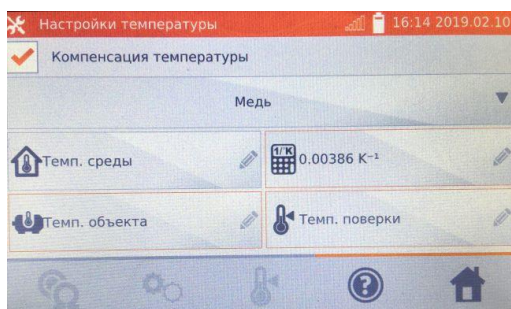 Настройки температуры 16:14 2019.02.10
Компенсация температуры
Медь
Темп. среды 1/°K 0.00386 K⁻¹
Темп. объекта Темп. поверки
?